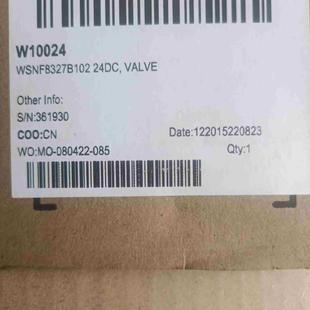 W10024
WSNF8327B102 24DC, VALVE
Other Info:
S/N:361930
COO:CN Date:122015220823
WO:MO-080422-085 Qty:1